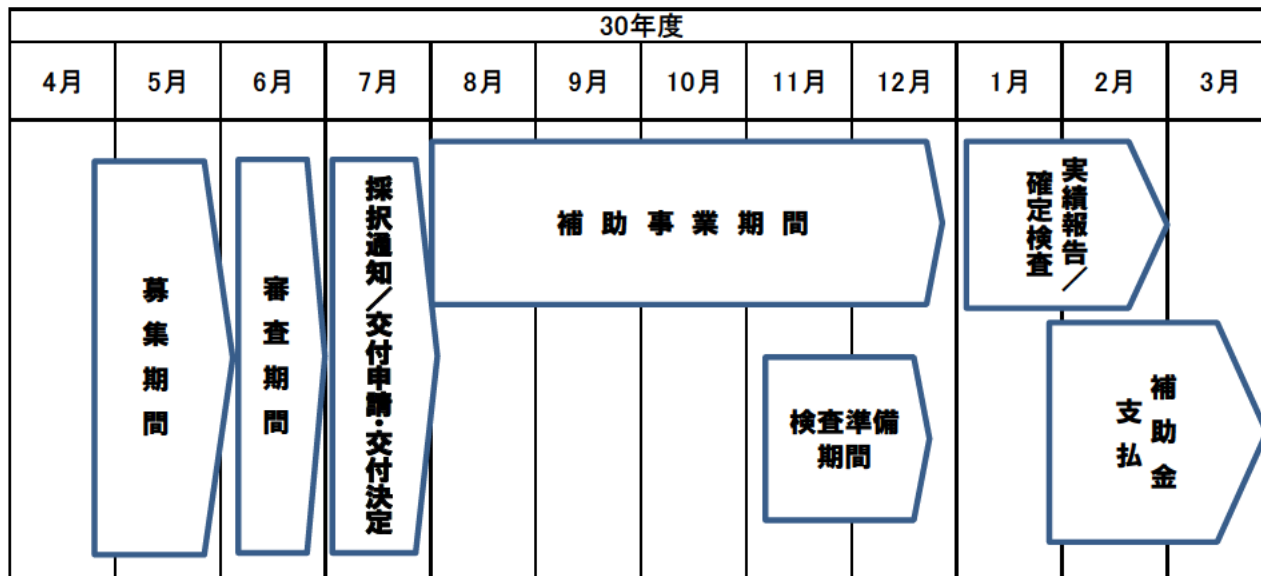 30年度
4月 5月 6月 7月 8月 9月 10月 11月 12月 1月 2月 3月
募集期間
審査期間
採択通知／交付申請・交付決定
補助事業期間
検査準備
期間
実績報告／
確定検査
補助金
支払